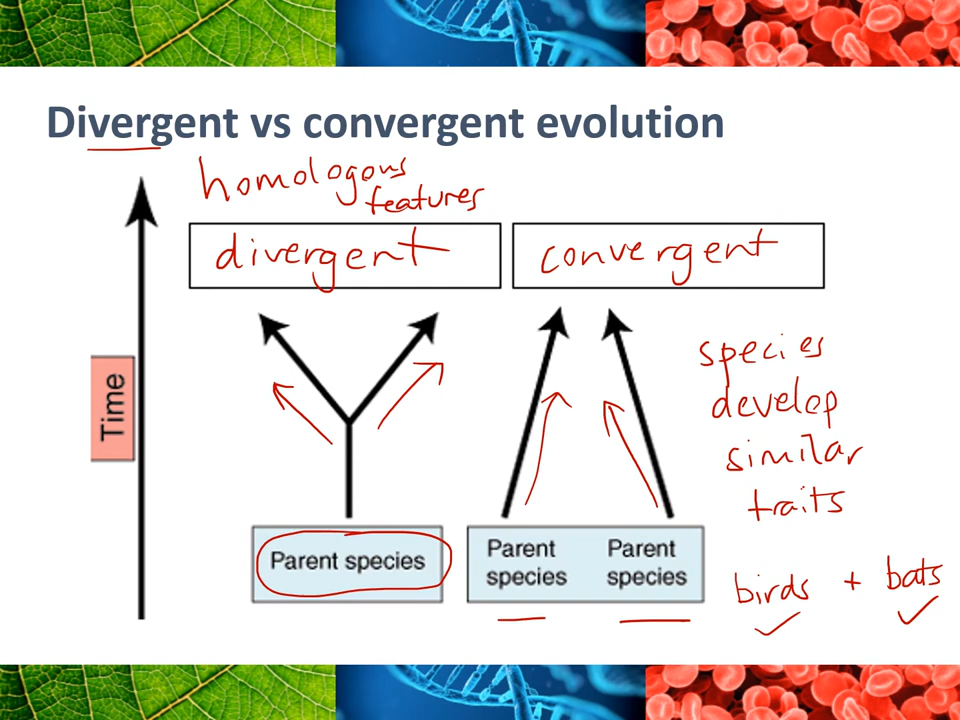 Divergent vs convergent evolution
homologous
features
divergent
convergent
Time
species
develop
similar
traits
Parent species
Parent Parent
species species
birds + bats